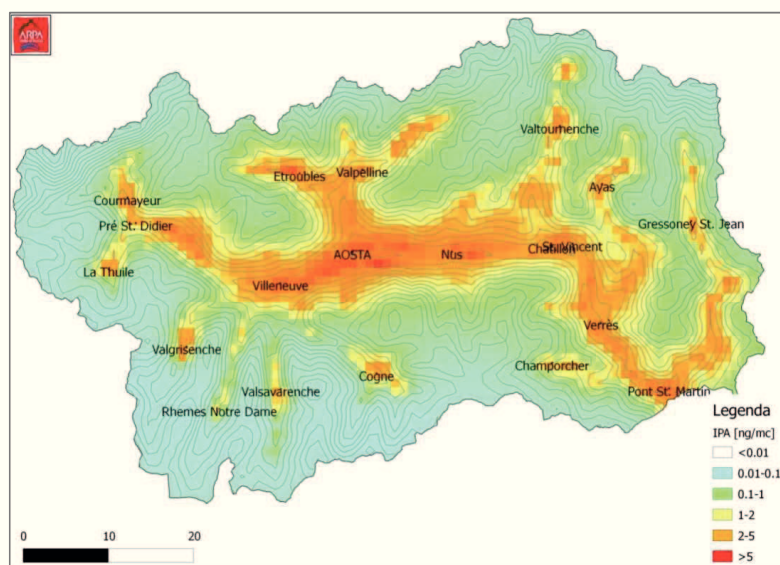 ARPA
Valtournenche
Etroubles
Valpelline
Ayas
Courmayeur
Pré St. Didier
Gressoney St. Jean
AOSTA
Nus
Chatillon
St. Vincent
La Thuile
Villeneuve
Verrès
Valgrisenche
Champorcher
Cogne
Valsavarenche
Pont St. Martin
Rhemes Notre Dame
Legenda
IPA [ng/mc]
<0.01
0.01-0.1
0.1-1
1-2
2-5
>5
0 10 20